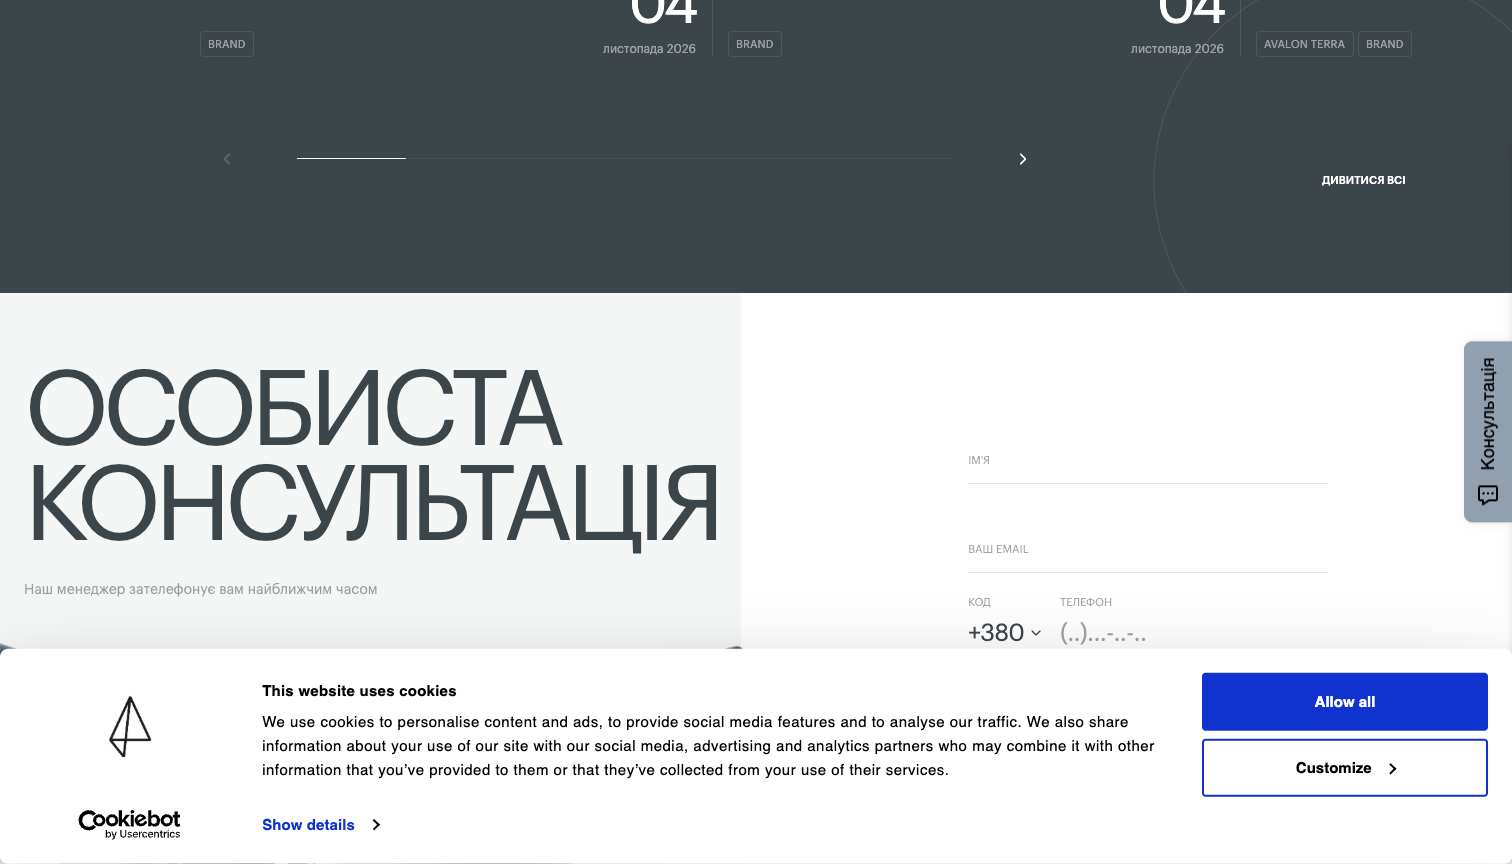 04
04
BRAND
листопада 2026
BRAND
листопада 2026
AVALON TERRA
BRAND
ДИВИТИСЯ ВСІ
ОСОБИСТА
КОНСУЛЬТАЦІЯ
Наш менеджер зателефонує вам найближчим часом
ІМ'Я
ВАШ EMAIL
КОД
ТЕЛЕФОН
+380
(..)...-..-..
Консультація
This website uses cookies
We use cookies to personalise content and ads, to provide social media features and to analyse our traffic. We also share
information about your use of our site with our social media, advertising and analytics partners who may combine it with other
information that you’ve provided to them or that they’ve collected from your use of their services.
Show details
Allow all
Customize
Cookiebot
by Usercentrics